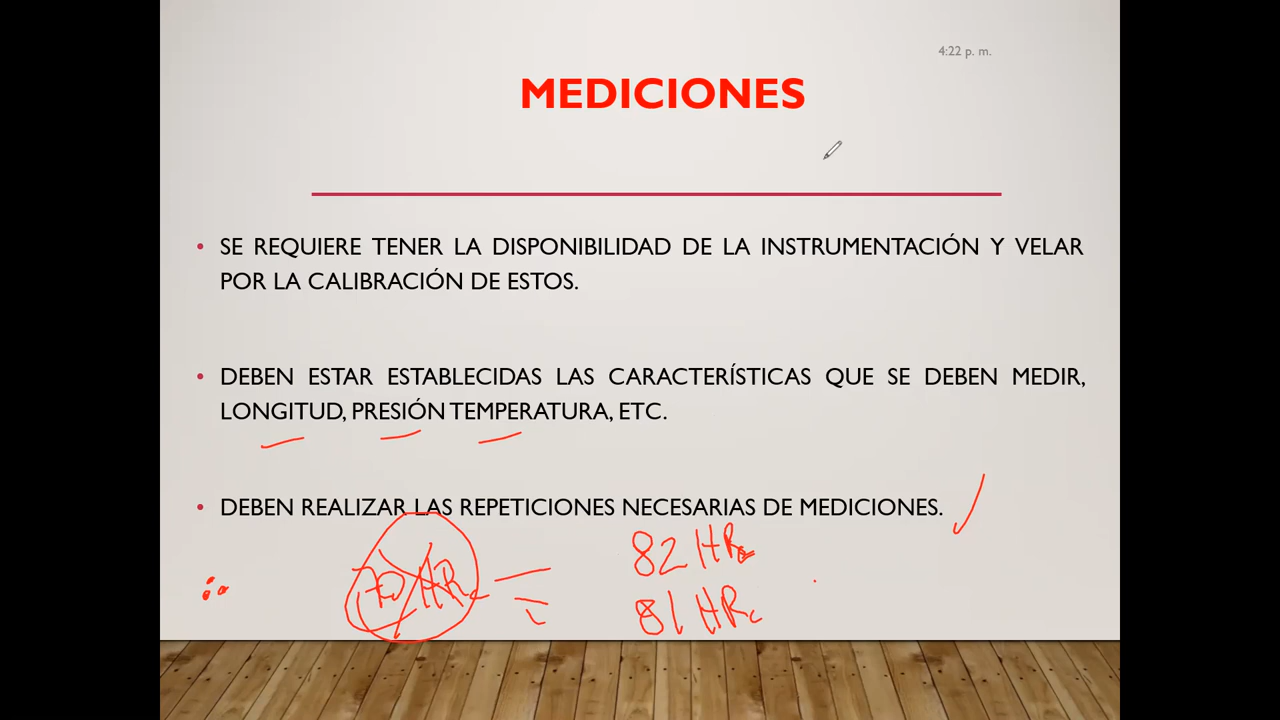 4:22 p. m.
MEDICIONES
• SE REQUIERE TENER LA DISPONIBILIDAD DE LA INSTRUMENTACIÓN Y VELAR
POR LA CALIBRACIÓN DE ESTOS.
• DEBEN ESTAR ESTABLECIDAS LAS CARACTERÍSTICAS QUE SE DEBEN MEDIR,
LONGITUD, PRESIÓN TEMPERATURA, ETC.
• DEBEN REALIZAR LAS REPETICIONES NECESARIAS DE MEDICIONES.
82 HRc
70 HRc
81 HRc